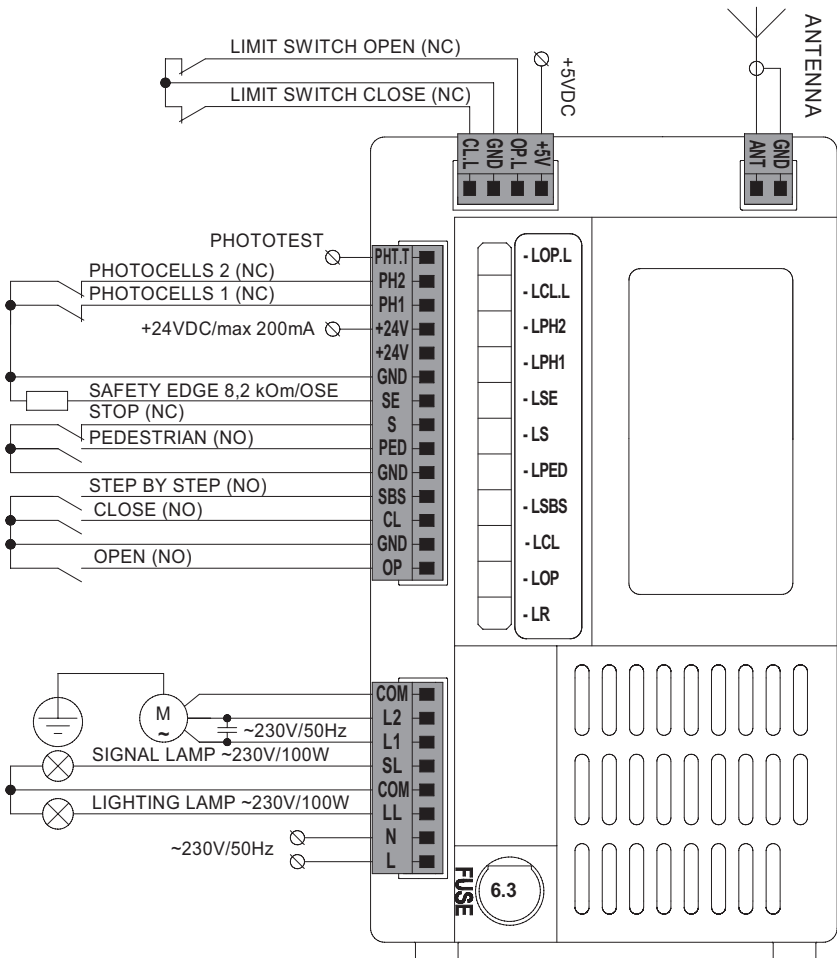 LIMIT SWITCH OPEN (NC)
LIMIT SWITCH CLOSE (NC)
+5VDC
ANTENNA
CL.L
GND
OP.L
+5V
ANT
GND
PHOTOTEST
PHT.T
PHOTOCELLS 2 (NC)
PH2
PHOTOCELLS 1 (NC)
PH1
+24VDC/max 200mA
+24V
+24V
GND
SAFETY EDGE 8,2 kOm/OSE
SE
STOP (NC)
S
PEDESTRIAN (NO)
PED
GND
STEP BY STEP (NO)
SBS
CLOSE (NO)
CL
GND
OPEN (NO)
OP
- LOP.L
- LCL.L
- LPH2
- LPH1
- LSE
- LS
- LPED
- LSBS
- LCL
- LOP
- LR
COM
M
~
L2
~230V/50Hz
L1
SIGNAL LAMP ~230V/100W
SL
COM
LIGHTING LAMP ~230V/100W
LL
N
~230V/50Hz
L
FUSE
6.3